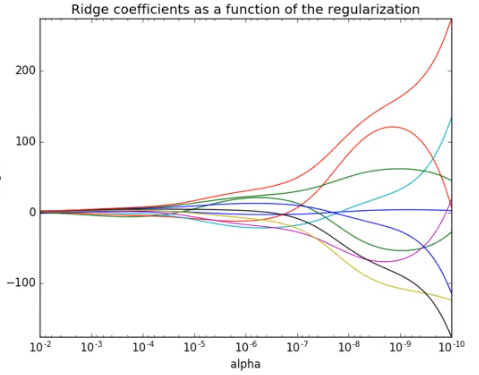 Ridge coefficients as a function of the regularization
200
100
0
−100
10⁻² 10⁻³ 10⁻⁴ 10⁻⁵ 10⁻⁶ 10⁻⁷ 10⁻⁸ 10⁻⁹ 10⁻¹⁰
alpha